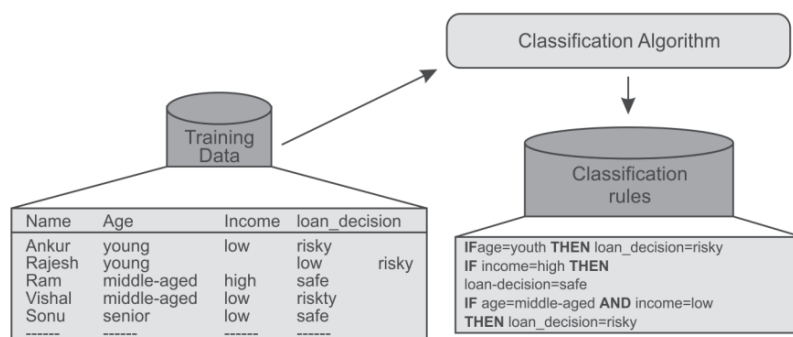 Classification Algorithm
Training
Data
Classification
rules
Name Age Income loan_decision
Ankur young low risky
Rajesh young low risky
Ram middle-aged high safe
Vishal middle-aged low riskty
Sonu senior low safe
------ ------ ------ ------
IFage=youth THEN loan_decision=risky
IF income=high THEN
loan-decision=safe
IF age=middle-aged AND income=low
THEN loan_decision=risky